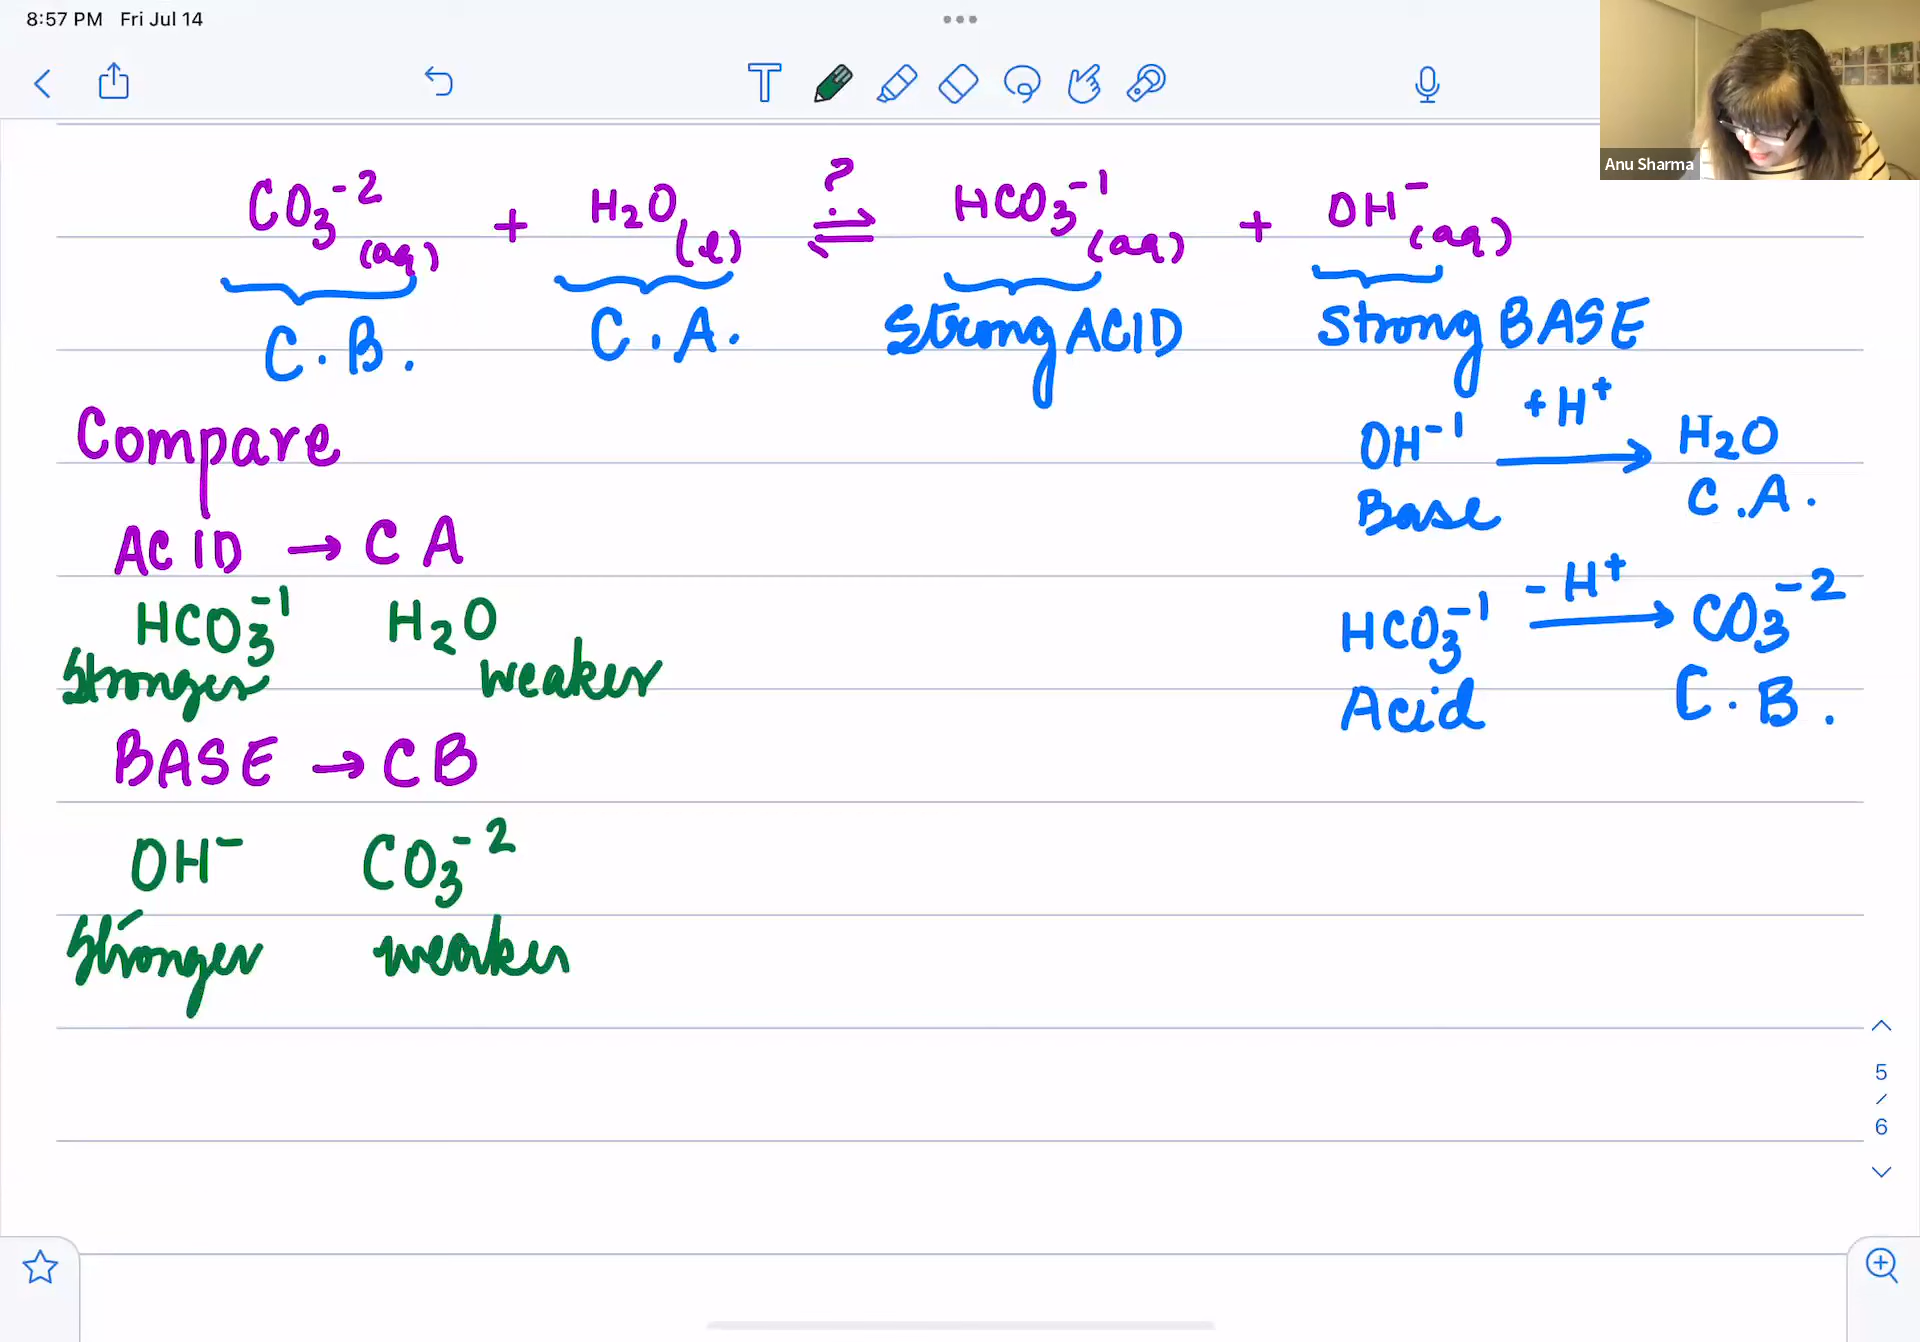 8:57 PM Fri Jul 14
Anu Sharma
CO₃⁻² (aq) + H₂O (l) ?⇌ HCO₃⁻¹ (aq) + OH⁻ (aq)
C.B. C.A. Strong ACID Strong BASE
OH⁻¹ +H⁺ → H₂O
Base C.A.
HCO₃⁻¹ -H⁺ → CO₃⁻²
Acid C.B.
Compare
ACID → CA
HCO₃⁻¹ H₂O
Stronger weaker
BASE → CB
OH⁻ CO₃⁻²
Stronger weaker
5
/
6